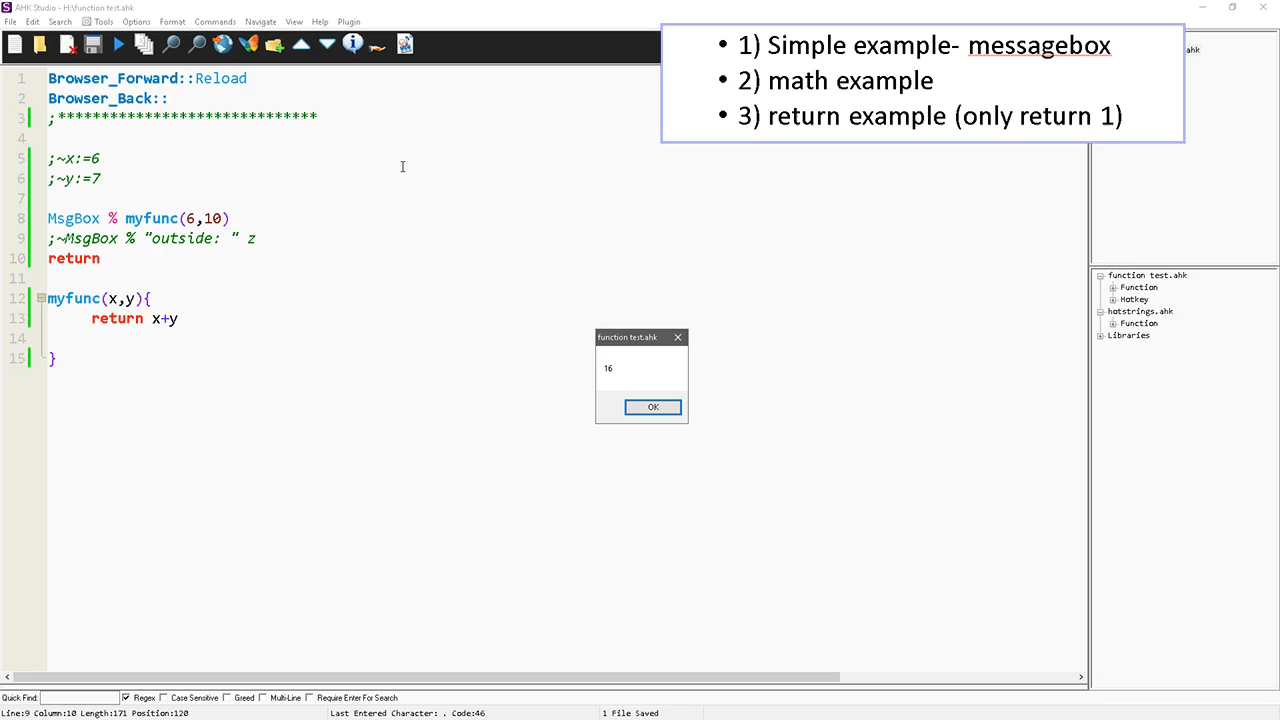 AHK Studio - H:\function test.ahk
File Edit Search Tools Options Format Commands Navigate View Help Plugin
• 1) Simple example- messagebox
• 2) math example
• 3) return example (only return 1)
ahk
1 Browser_Forward::Reload
2 Browser_Back::
3 ;******************************
4
5 ;~x:=6
6 ;~y:=7
7
8 MsgBox % myfunc(6,10)
9 ;~MsgBox % "outside: " z
10 return
11
12 myfunc(x,y){
13 return x+y
14
15 }
function test.ahk
16
OK
function test.ahk
Function
Hotkey
hotstrings.ahk
Function
Libraries
Quick Find: Regex Case Sensitive Greed Multi-Line Require Enter For Search
Line:9 Column:10 Length:171 Position:120 Last Entered Character: . Code:46 1 File Saved